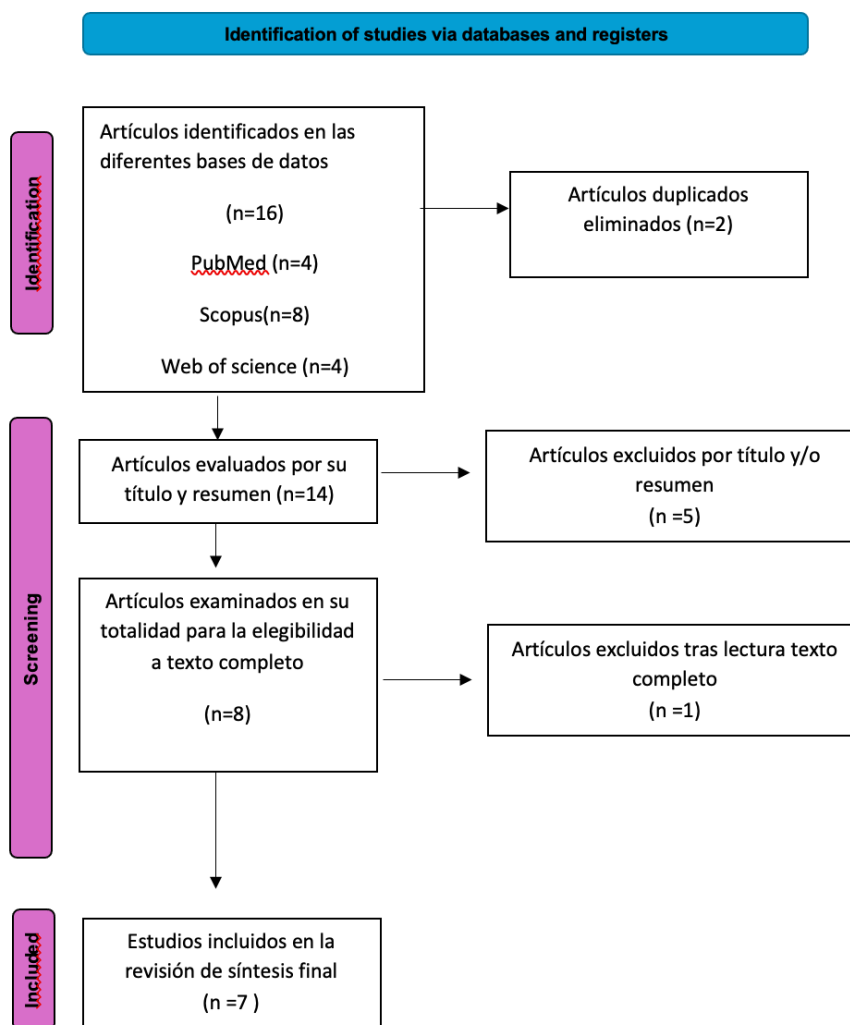 Identification of studies via databases and registers
Identification
Artículos identificados en las
diferentes bases de datos
(n=16)
PubMed (n=4)
Scopus(n=8)
Web of science (n=4)
Artículos duplicados
eliminados (n=2)
Screening
Artículos evaluados por su
título y resumen (n=14)
Artículos excluidos por título y/o
resumen
(n =5)
Artículos examinados en su
totalidad para la elegibilidad
a texto completo
(n=8)
Artículos excluidos tras lectura texto
completo
(n =1)
Included
Estudios incluidos en la
revisión de síntesis final
(n =7 )